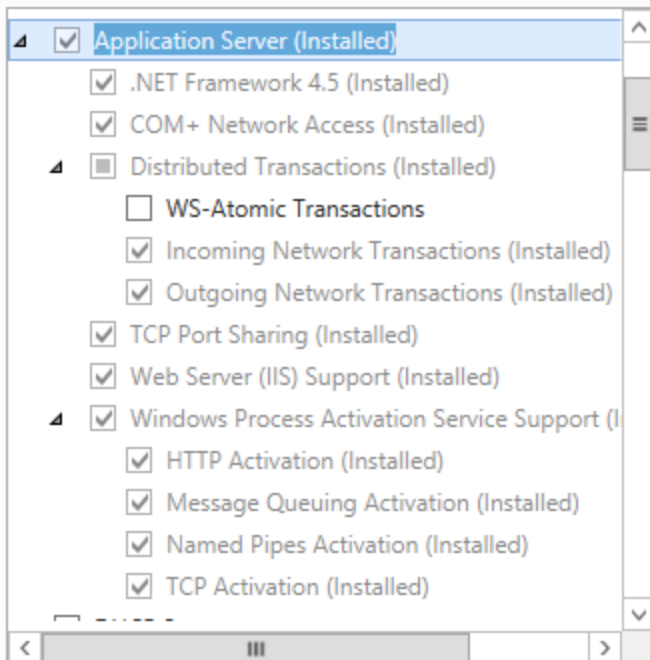 Application Server (Installed)
.NET Framework 4.5 (Installed)
COM+ Network Access (Installed)
Distributed Transactions (Installed)
WS-Atomic Transactions
Incoming Network Transactions (Installed)
Outgoing Network Transactions (Installed)
TCP Port Sharing (Installed)
Web Server (IIS) Support (Installed)
Windows Process Activation Service Support (I
HTTP Activation (Installed)
Message Queuing Activation (Installed)
Named Pipes Activation (Installed)
TCP Activation (Installed)